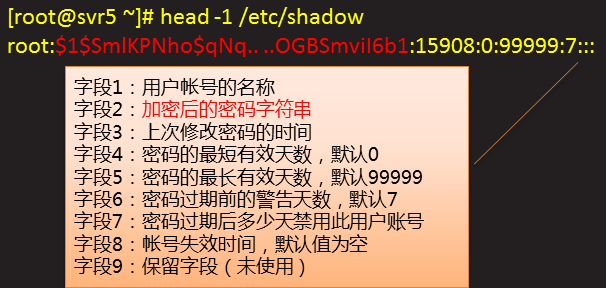 [root@svr5 ~]# head -1 /etc/shadow
root:$1$SmlKPNho$qNq.. ..OGBSmviI6b1:15908:0:99999:7:::
字段1：用户帐号的名称
字段2：加密后的密码字符串
字段3：上次修改密码的时间
字段4：密码的最短有效天数，默认0
字段5：密码的最长有效天数，默认99999
字段6：密码过期前的警告天数，默认7
字段7：密码过期后多少天禁用此用户账号
字段8：帐号失效时间，默认值为空
字段9：保留字段（未使用）